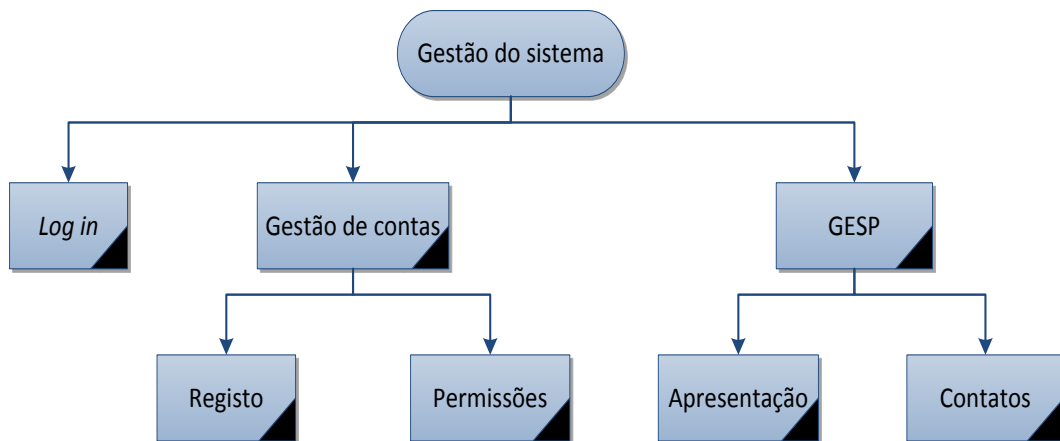 Gestão do sistema
Log in
Gestão de contas
GESP
Registo
Permissões
Apresentação
Contatos